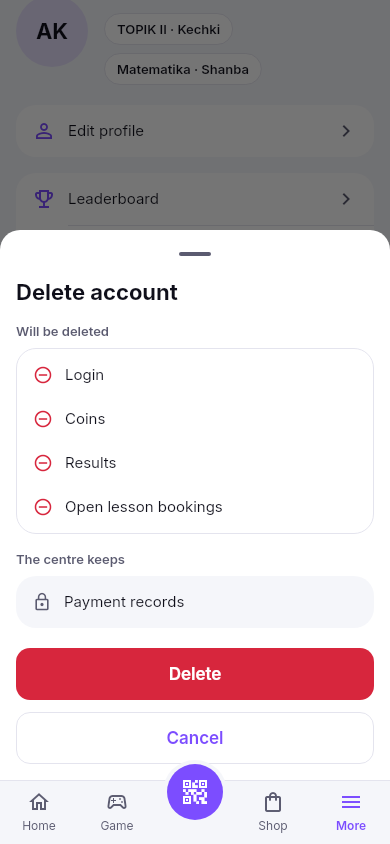 AK
TOPIK II · Kechki
Matematika · Shanba
Edit profile
Leaderboard
Delete account
Will be deleted
Login
Coins
Results
Open lesson bookings
The centre keeps
Payment records
Delete
Cancel
Home
Game
Shop
More